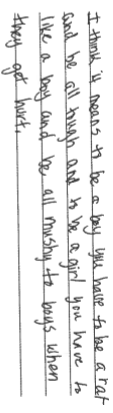 I think it means to be a boy you have to be a rat
and be all tough and to be a girl you have to
like a boy and be all mushy to boys when
they get hurt.